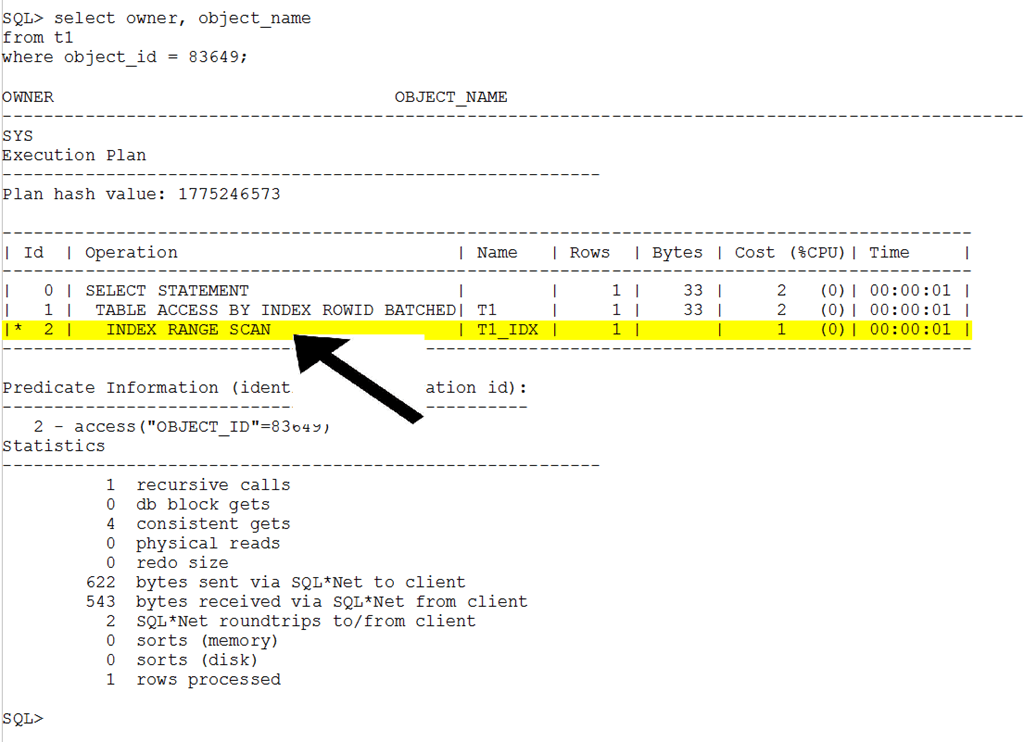 SQL> select owner, object_name
from t1
where object_id = 83649;
OWNER                                 OBJECT_NAME
----------------------------------------------------------------------------------------------------
SYS
Execution Plan
----------------------------------------------------------
Plan hash value: 1775246573
----------------------------------------------------------------------------------------------
| Id  | Operation                           | Name   | Rows  | Bytes | Cost (%CPU)| Time     |
----------------------------------------------------------------------------------------------
|   0 | SELECT STATEMENT                    |        |     1 |    33 |     2   (0)| 00:00:01 |
|   1 |  TABLE ACCESS BY INDEX ROWID BATCHED| T1     |     1 |    33 |     2   (0)| 00:00:01 |
|*  2 |   INDEX RANGE SCAN                  | T1_IDX |     1 |       |     1   (0)| 00:00:01 |
----------------------------------------------------------------------------------------------
Predicate Information (ident ation id):
---------------------------------------------------
   2 - access("OBJECT_ID"=83649)
Statistics
----------------------------------------------------------
          1  recursive calls
          0  db block gets
          4  consistent gets
          0  physical reads
          0  redo size
        622  bytes sent via SQL*Net to client
        543  bytes received via SQL*Net from client
          2  SQL*Net roundtrips to/from client
          0  sorts (memory)
          0  sorts (disk)
          1  rows processed
SQL>